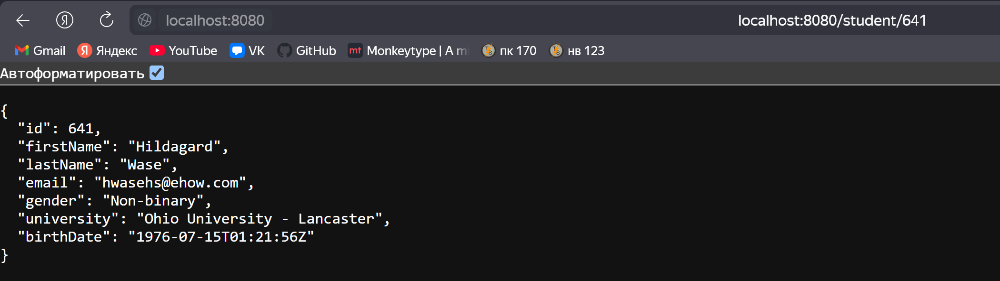 localhost:8080 localhost:8080/student/641
Gmail Яндекс YouTube VK GitHub Monkeytype | A mi пк 170 нв 123
Автоформатировать
{
  "id": 641,
  "firstName": "Hildagard",
  "lastName": "Wase",
  "email": "hwasehs@ehow.com",
  "gender": "Non-binary",
  "university": "Ohio University - Lancaster",
  "birthDate": "1976-07-15T01:21:56Z"
}